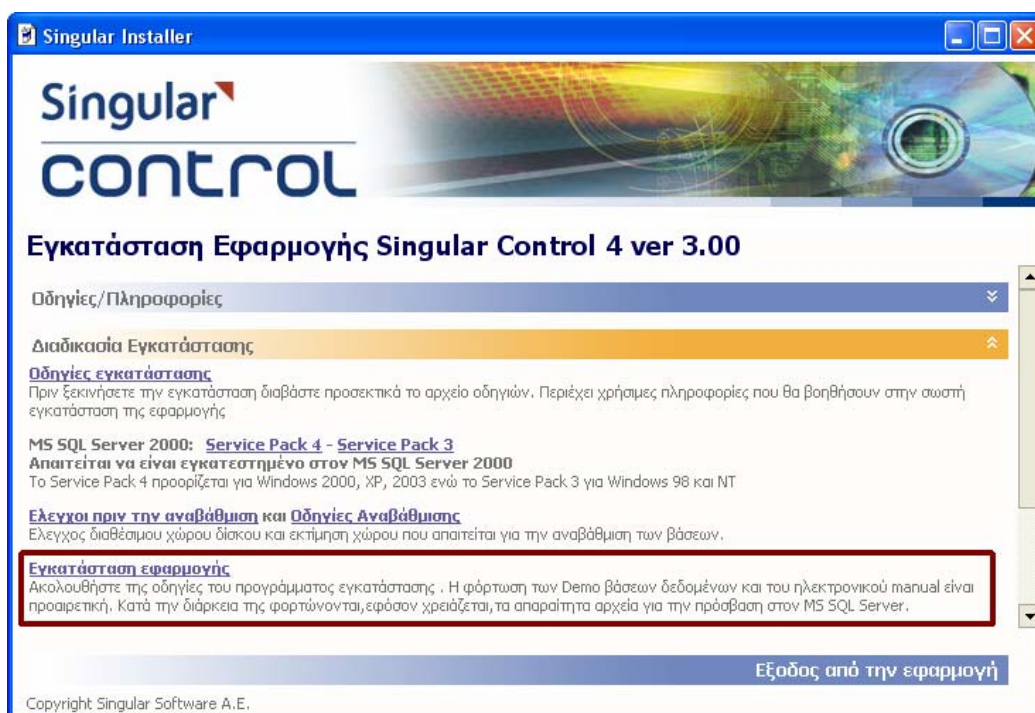 Singular Installer
Singular
control
Εγκατάσταση Εφαρμογής Singular Control 4 ver 3.00
Οδηγίες/Πληροφορίες
Διαδικασία Εγκατάστασης
Οδηγίες εγκατάστασης
Πριν ξεκινήσετε την εγκατάσταση διαβάστε προσεκτικά το αρχείο οδηγιών. Περιέχει χρήσιμες πληροφορίες που θα βοηθήσουν στην σωστή
εγκατάσταση της εφαρμογής
MS SQL Server 2000: Service Pack 4 - Service Pack 3
Απαιτείται να είναι εγκατεστημένο στον MS SQL Server 2000
Το Service Pack 4 προορίζεται για Windows 2000, XP, 2003 ενώ το Service Pack 3 για Windows 98 και NT
Ελεγχοι πριν την αναβάθμιση και Οδηγίες Αναβάθμισης
Ελεγχος διαθέσιμου χώρου δίσκου και εκτίμηση χώρου που απαιτείται για την αναβάθμιση των βάσεων.
Εγκατάσταση εφαρμογής
Ακολουθήστε της οδηγίες του προγράμματος εγκατάστασης . Η φόρτωση των Demo βάσεων δεδομένων και του ηλεκτρονικού manual είναι
προαιρετική. Κατά την διάρκεια της φορτώνονται,εφόσον χρειάζεται,τα απαραίτητα αρχεία για την πρόσβαση στον MS SQL Server.
Εξοδος από την εφαρμογή
Copyright Singular Software A.E.